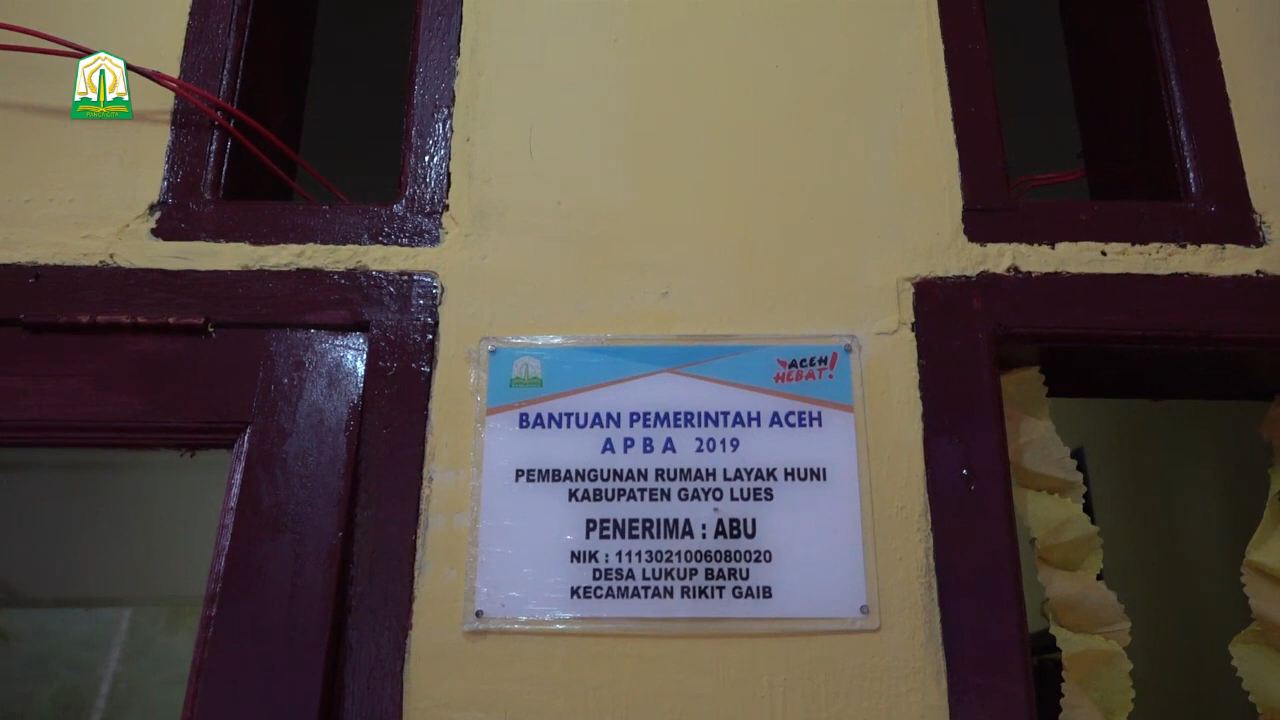 PANCACITA
ACEH
HEBAT!
BANTUAN PEMERINTAH ACEH
APBA 2019
PEMBANGUNAN RUMAH LAYAK HUNI
KABUPATEN GAYO LUES
PENERIMA : ABU
NIK : 1113021006080020
DESA LUKUP BARU
KECAMATAN RIKIT GAIB